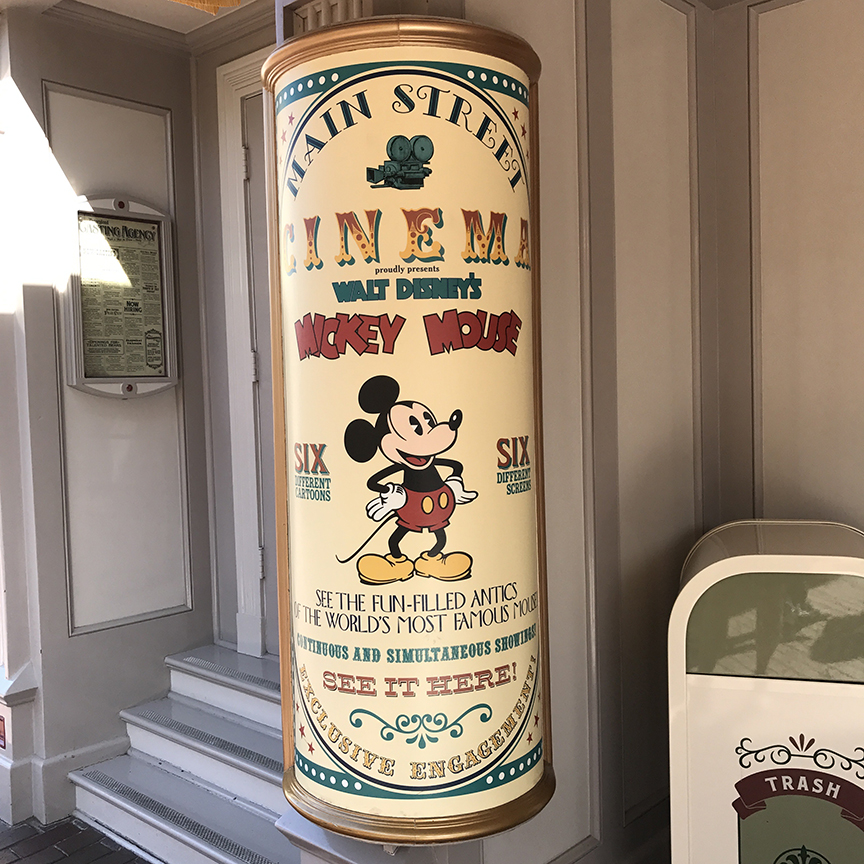 MAIN STREET
CINEMA
proudly presents
WALT DISNEY'S
MICKEY MOUSE
SIX
DIFFERENT
CARTOONS
SIX
DIFFERENT
SCREENS
SEE THE FUN-FILLED ANTICS
OF THE WORLD'S MOST FAMOUS MOUSE
CONTINUOUS AND SIMULTANEOUS SHOWINGS!
SEE IT HERE!
EXCLUSIVE ENGAGEMENT!
CASTING AGENCY
NOW
HIRING
TRASH